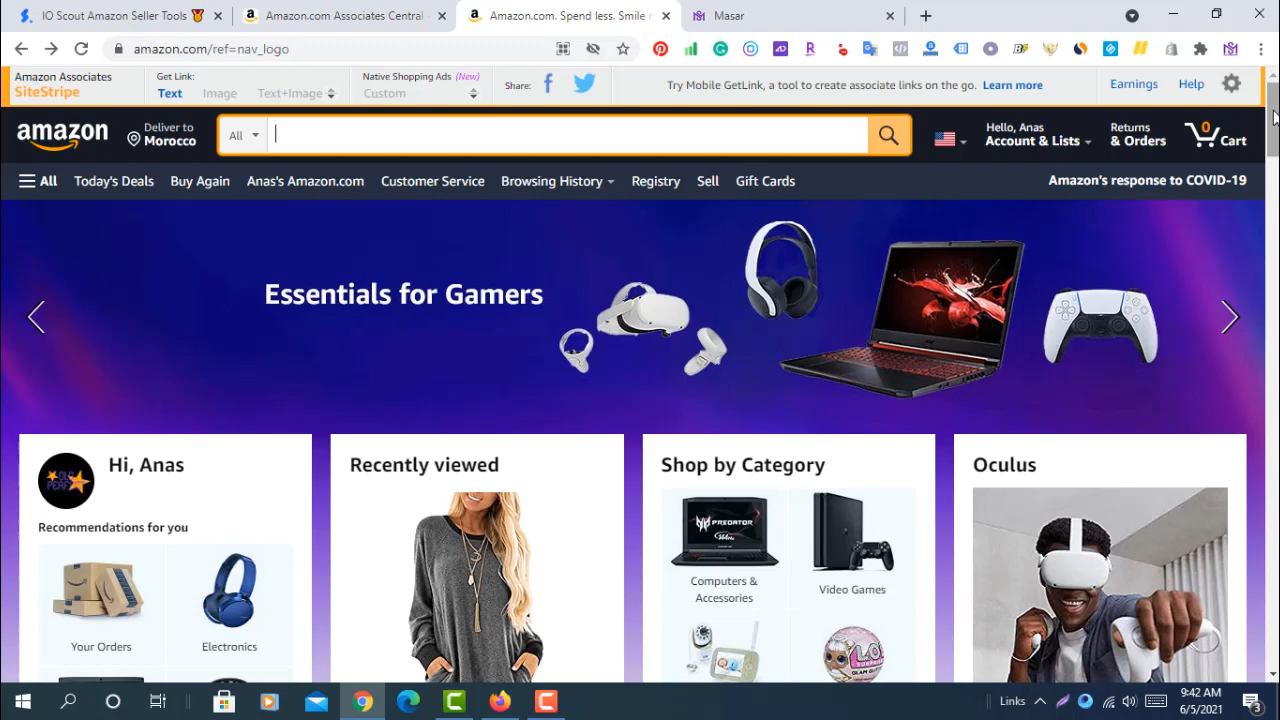 IO Scout Amazon Seller Tools
Amazon.com Associates Central
Amazon.com. Spend less. Smile
Masar
amazon.com/ref=nav_logo
Amazon Associates
SiteStripe
Get Link:
Text Image Text+Image
Native Shopping Ads (New)
Custom
Share:
Try Mobile GetLink, a tool to create associate links on the go. Learn more
Earnings
Help
amazon
Deliver to
Morocco
All
Hello, Anas
Account & Lists
Returns
& Orders
0
Cart
All
Today's Deals
Buy Again
Anas's Amazon.com
Customer Service
Browsing History
Registry
Sell
Gift Cards
Amazon's response to COVID-19
Essentials for Gamers
Hi, Anas
Recommendations for you
Your Orders
Electronics
Recently viewed
Shop by Category
PREDATOR
Computers &
Accessories
Video Games
L.O.L.
SURPRISE!
Oculus
Links
9:42 AM
6/5/2021
3